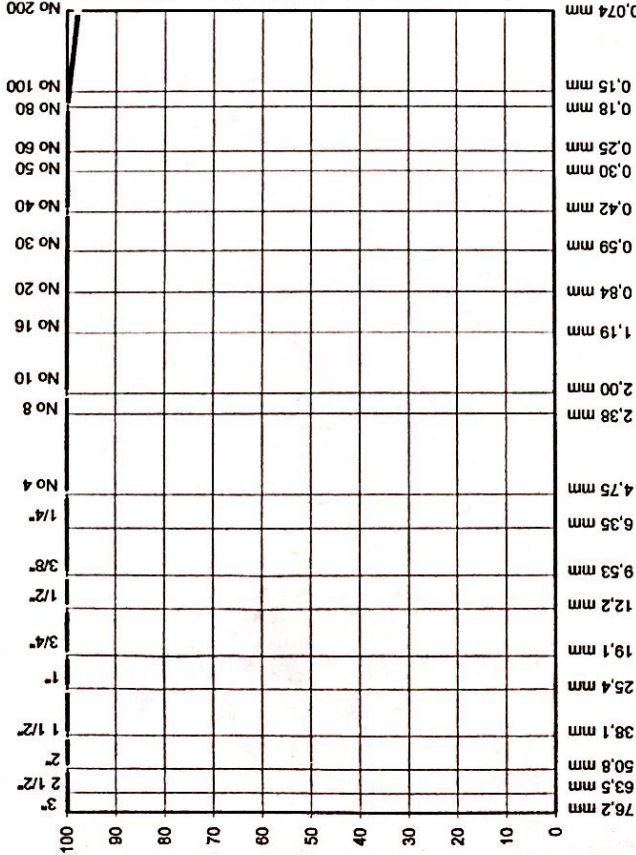 No 200
No 100
No 80
No 60
No 50
No 40
No 30
No 20
No 16
No 10
No 8
No 4
1/4"
3/8"
1/2"
3/4"
1"
1 1/2"
2"
2 1/2"
3"
0,074 mm
0,15 mm
0,18 mm
0,25 mm
0,30 mm
0,42 mm
0,59 mm
0,84 mm
1,19 mm
2,00 mm
2,38 mm
4,75 mm
6,35 mm
9,53 mm
12,2 mm
19,1 mm
25,4 mm
38,1 mm
50,8 mm
63,5 mm
76,2 mm
100
90
80
70
60
50
40
30
20
10
0